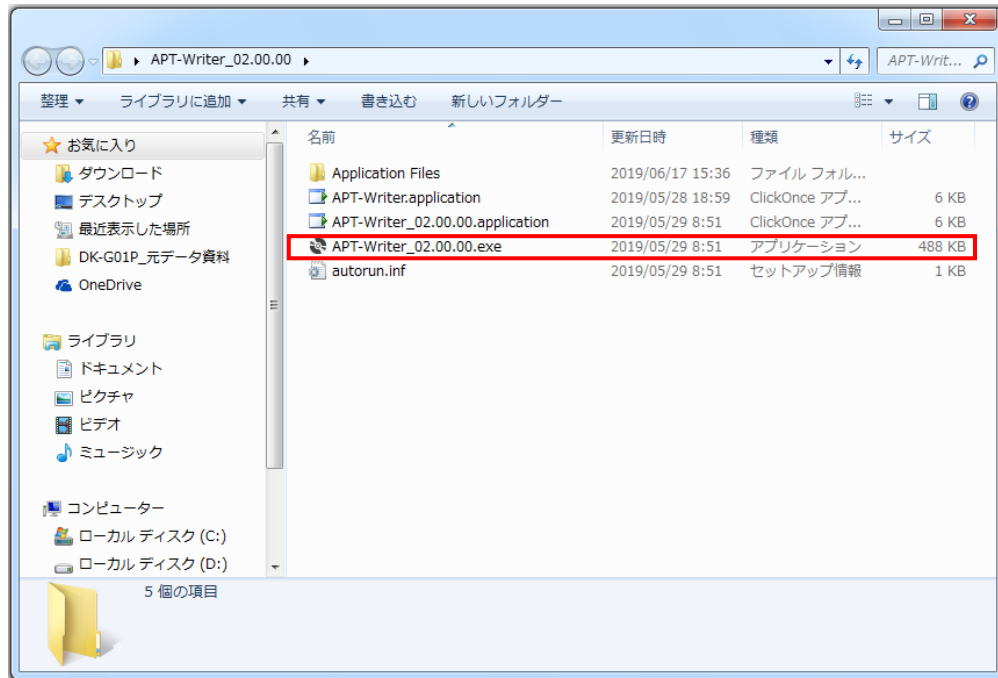 APT-Writer_02.00.00
APT-Writ...
整理 ライブラリに追加 共有 書き込む 新しいフォルダー
お気に入り
ダウンロード
デスクトップ
最近表示した場所
DK-G01P_元データ資料
OneDrive
ライブラリ
ドキュメント
ピクチャ
ビデオ
ミュージック
コンピューター
ローカル ディスク (C:)
ローカル ディスク (D:)
名前 更新日時 種類 サイズ
Application Files 2019/06/17 15:36 ファイル フォル...
APT-Writer.application 2019/05/28 18:59 ClickOnce アプ... 6 KB
APT-Writer_02.00.00.application 2019/05/29 8:51 ClickOnce アプ... 6 KB
APT-Writer_02.00.00.exe 2019/05/29 8:51 アプリケーション 488 KB
autorun.inf 2019/05/29 8:51 セットアップ情報 1 KB
5 個の項目